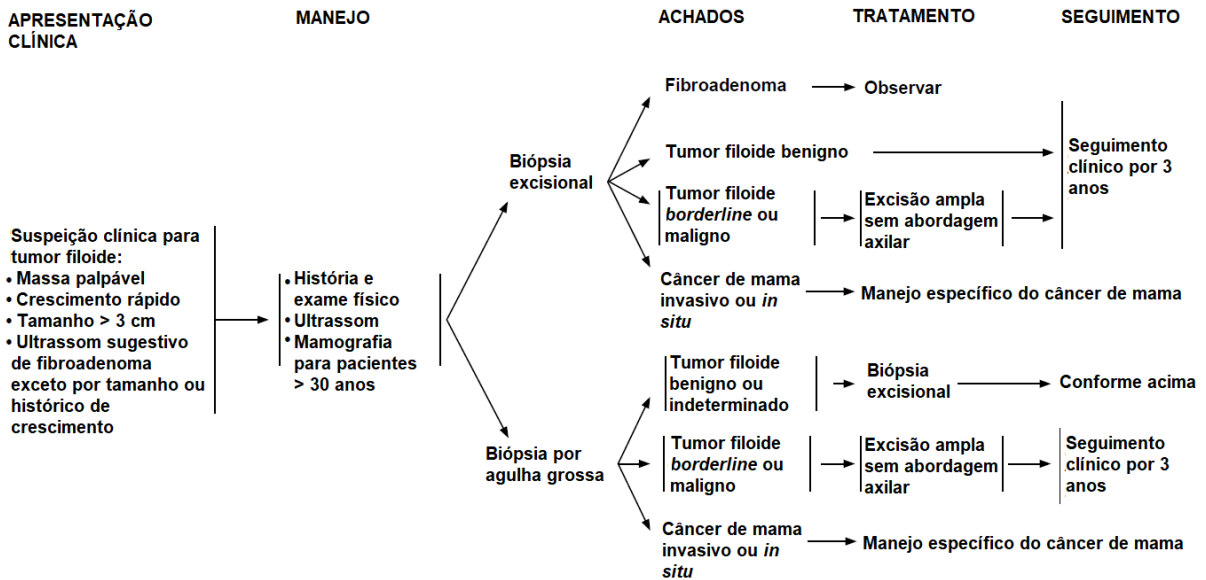 APRESENTAÇÃO
CLÍNICA
MANEJO
ACHADOS
TRATAMENTO
SEGUIMENTO
Suspeição clínica para
tumor filoide:
• Massa palpável
• Crescimento rápido
• Tamanho > 3 cm
• Ultrassom sugestivo
de fibroadenoma
exceto por tamanho ou
histórico de
crescimento
• História e
exame físico
• Ultrassom
• Mamografia
para pacientes
> 30 anos
Biópsia
excisional
Fibroadenoma
Observar
Tumor filoide benigno
Seguimento
clínico por 3
anos
Tumor filoide
borderline ou
maligno
Excisão ampla
sem abordagem
axilar
Câncer de mama
invasivo ou in
situ
Manejo específico do câncer de mama
Biópsia por
agulha grossa
Tumor filoide
benigno ou
indeterminado
Biópsia
excisional
Conforme acima
Tumor filoide
borderline ou
maligno
Excisão ampla
sem abordagem
axilar
Seguimento
clínico por 3
anos
Câncer de mama
invasivo ou in
situ
Manejo específico do câncer de mama